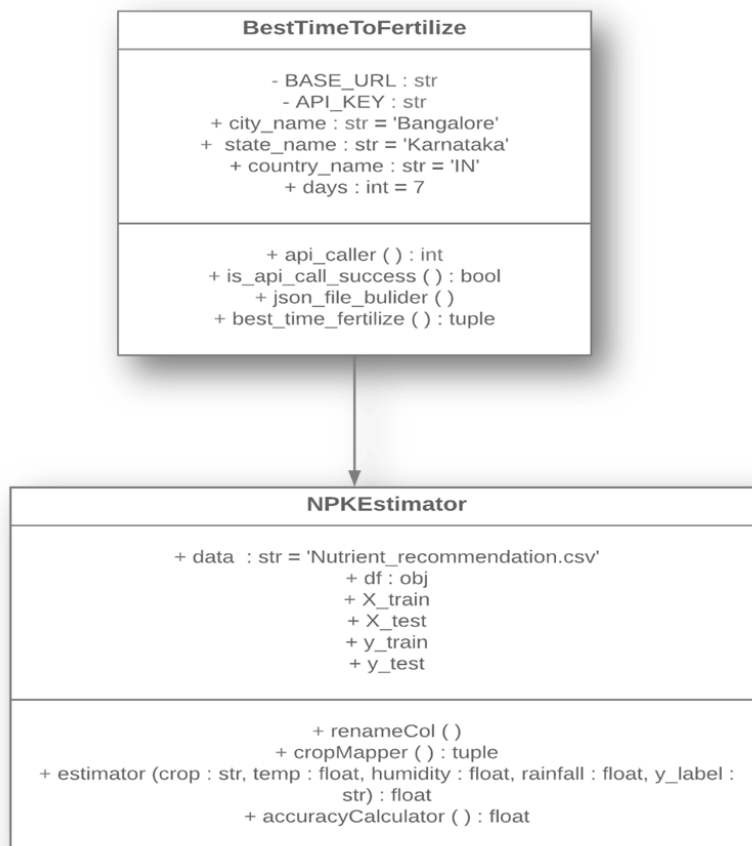 BestTimeToFertilize
- BASE_URL : str
- API_KEY : str
+ city_name : str = 'Bangalore'
+ state_name : str = 'Karnataka'
+ country_name : str = 'IN'
+ days : int = 7
+ api_caller ( ) : int
+ is_api_call_success ( ) : bool
+ json_file_bulider ( )
+ best_time_fertilize ( ) : tuple
NPKEstimator
+ data : str = 'Nutrient_recommendation.csv'
+ df : obj
+ X_train
+ X_test
+ y_train
+ y_test
+ renameCol ( )
+ cropMapper ( ) : tuple
+ estimator (crop : str, temp : float, humidity : float, rainfall : float, y_label :
str) : float
+ accuracyCalculator ( ) : float